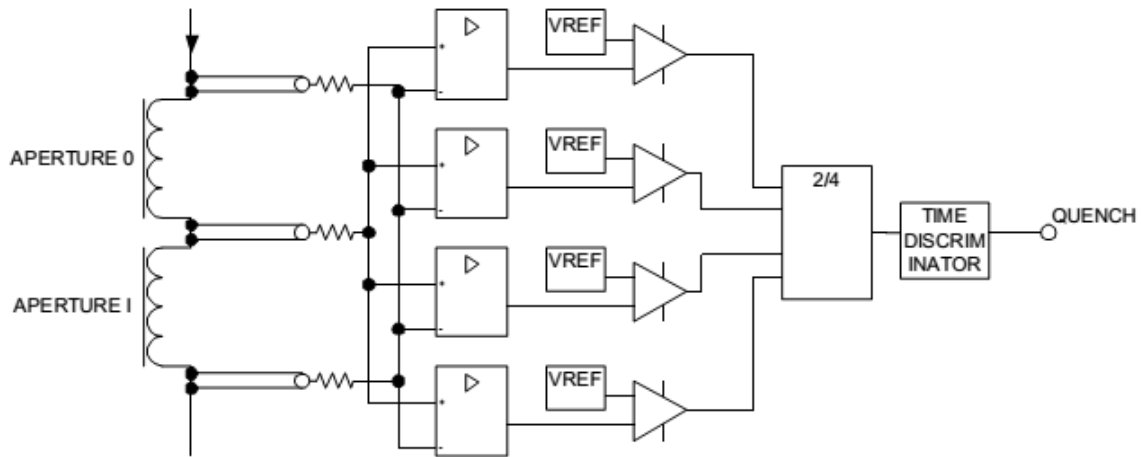 VREF
+
-
APERTURE 0
VREF
+
-
2/4
TIME
DISCRIM
INATOR
QUENCH
APERTURE I
VREF
+
-
VREF
+
-